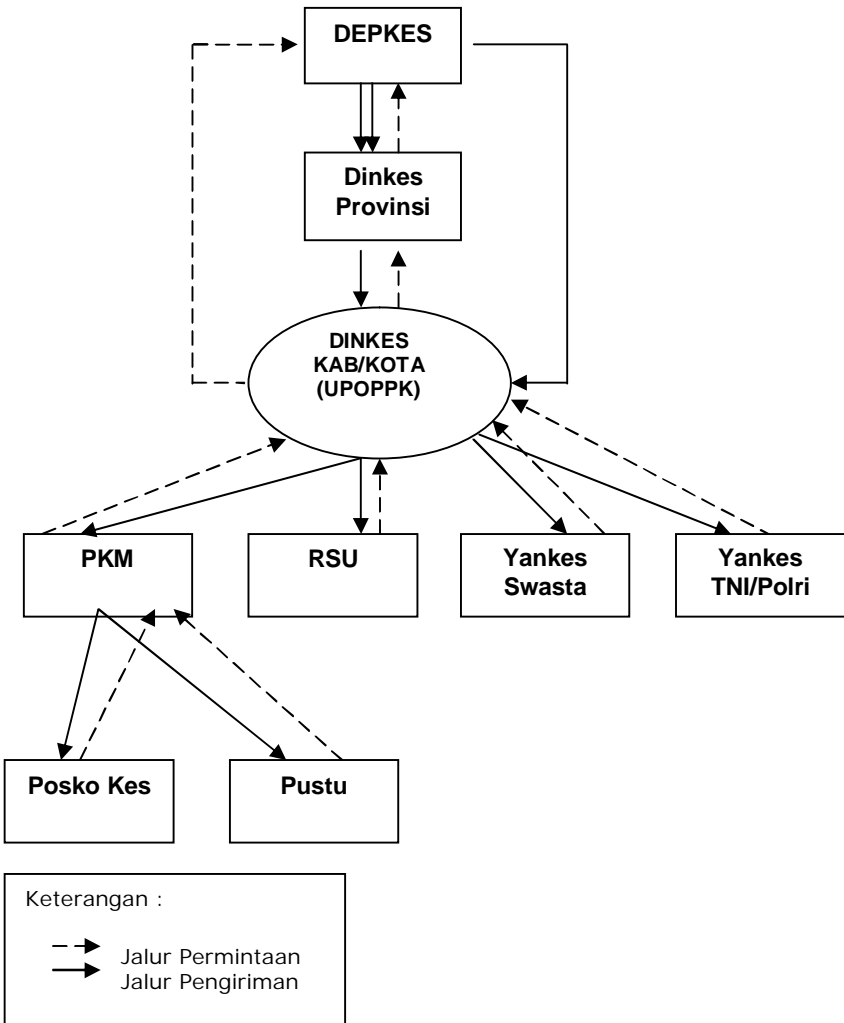 DEPKES
Dinkes
Provinsi
DINKES
KAB/KOTA
(UPOPPK)
PKM
RSU
Yankes
Swasta
Yankes
TNI/Polri
Posko Kes
Pustu
Keterangan :
Jalur Permintaan
Jalur Pengiriman